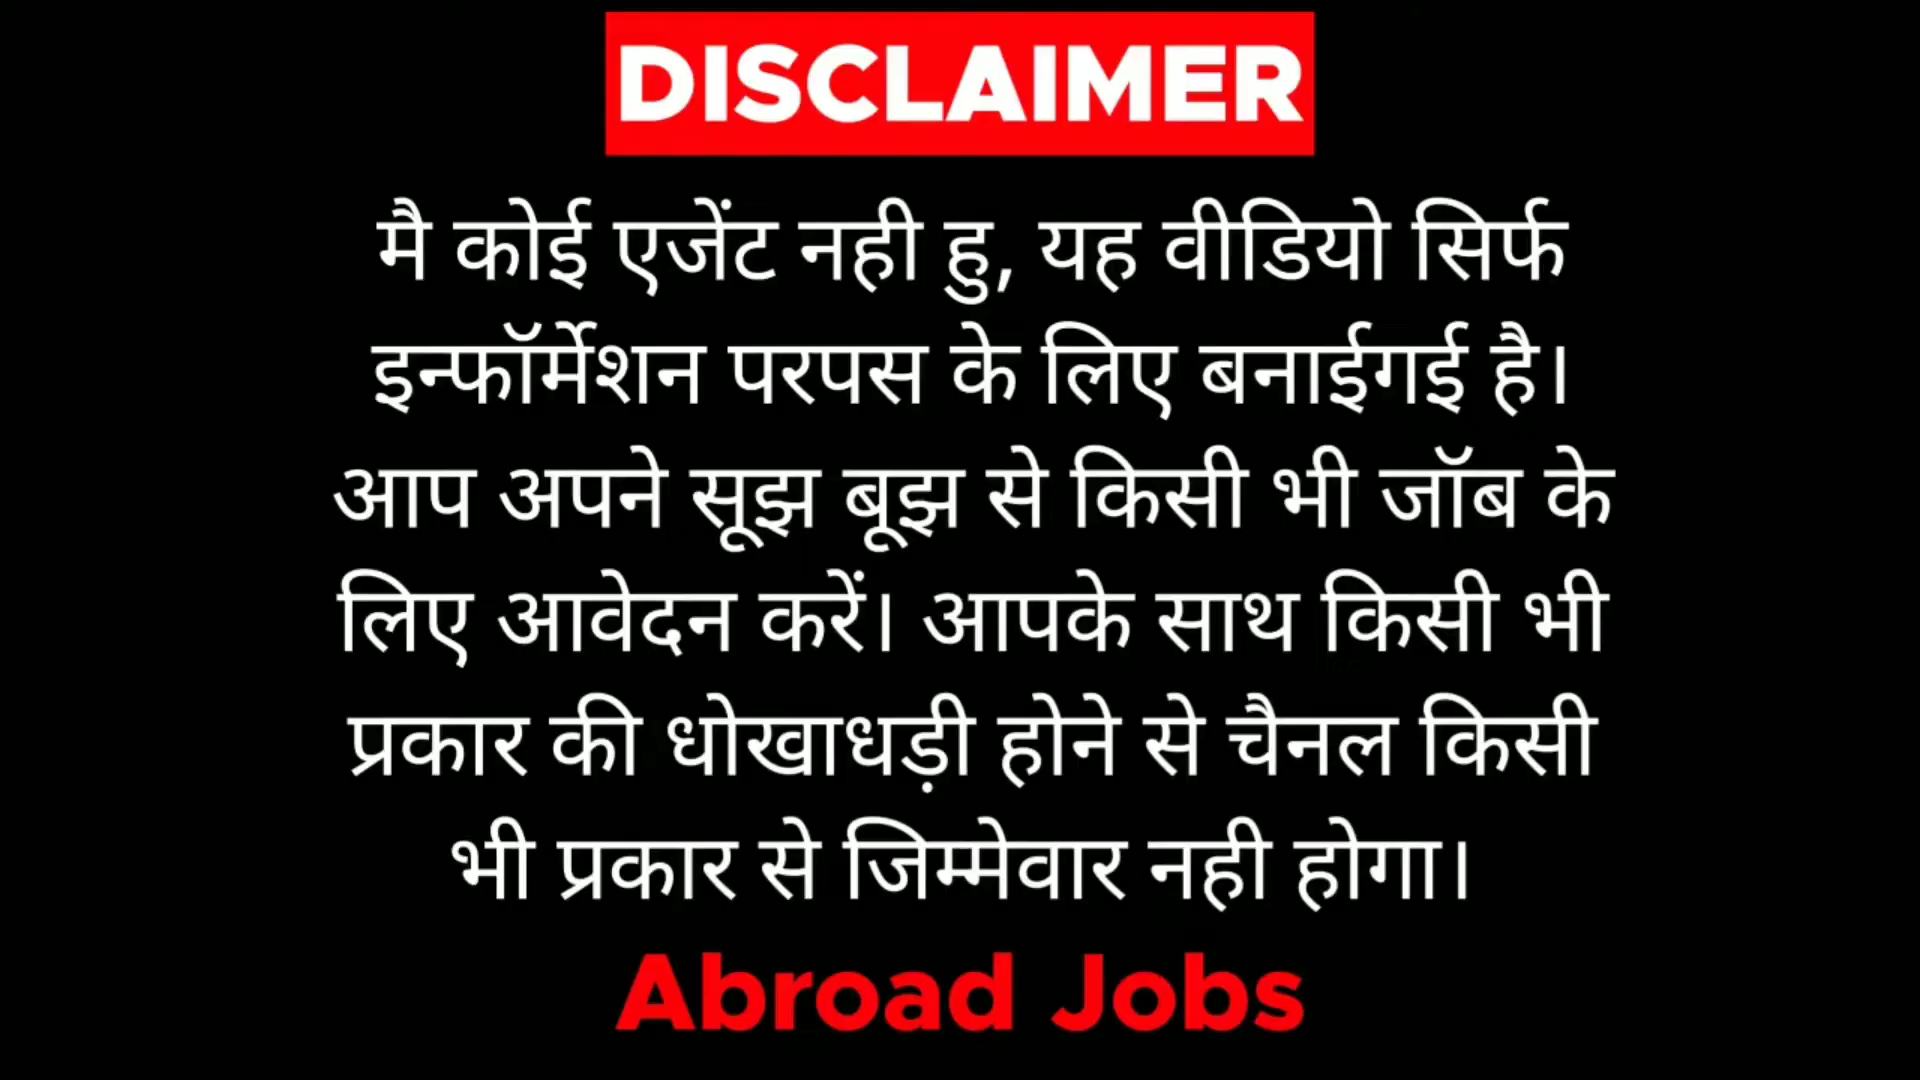 DISCLAIMER
मै कोई एजेंट नही हु, यह वीडियो सिर्फ
इन्फॉर्मेशन परपस के लिए बनाईगई है।
आप अपने सूझ बूझ से किसी भी जॉब के
लिए आवेदन करें। आपके साथ किसी भी
प्रकार की धोखाधड़ी होने से चैनल किसी
भी प्रकार से जिम्मेवार नही होगा।
Abroad Jobs